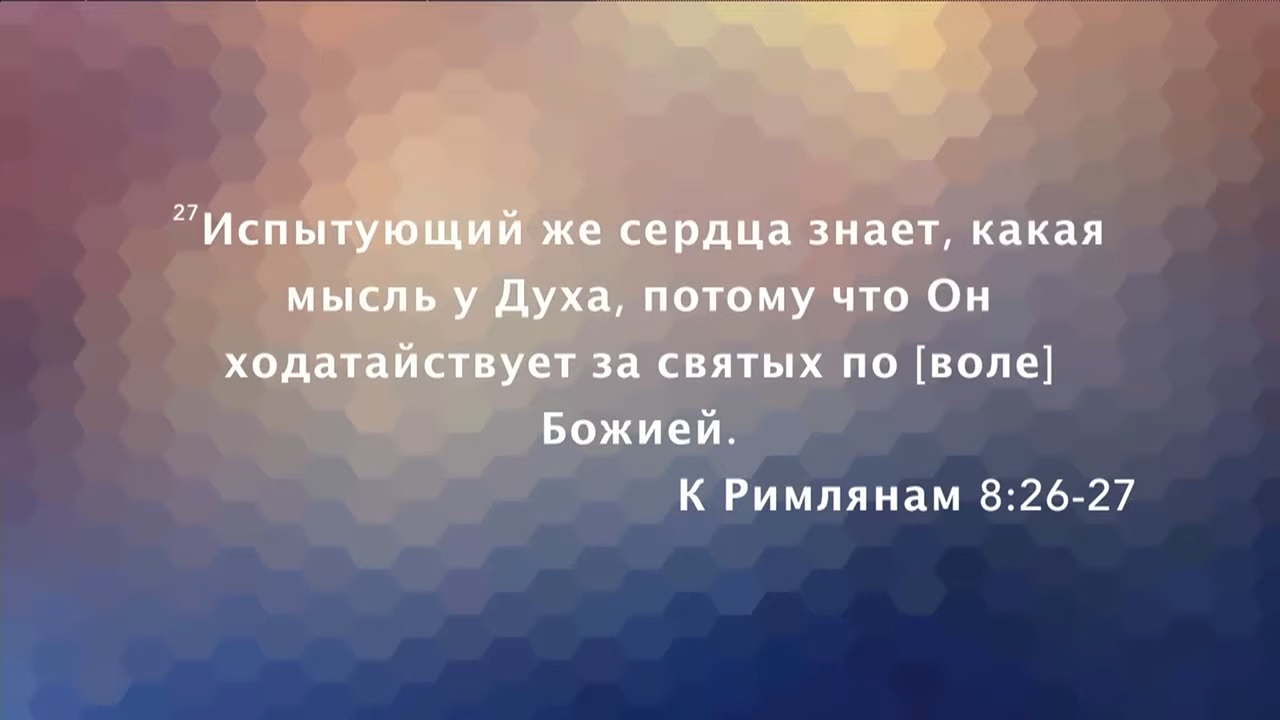 27Испытующий же сердца знает, какая
мысль у Духа, потому что Он
ходатайствует за святых по [воле]
Божией.
К Римлянам 8:26-27